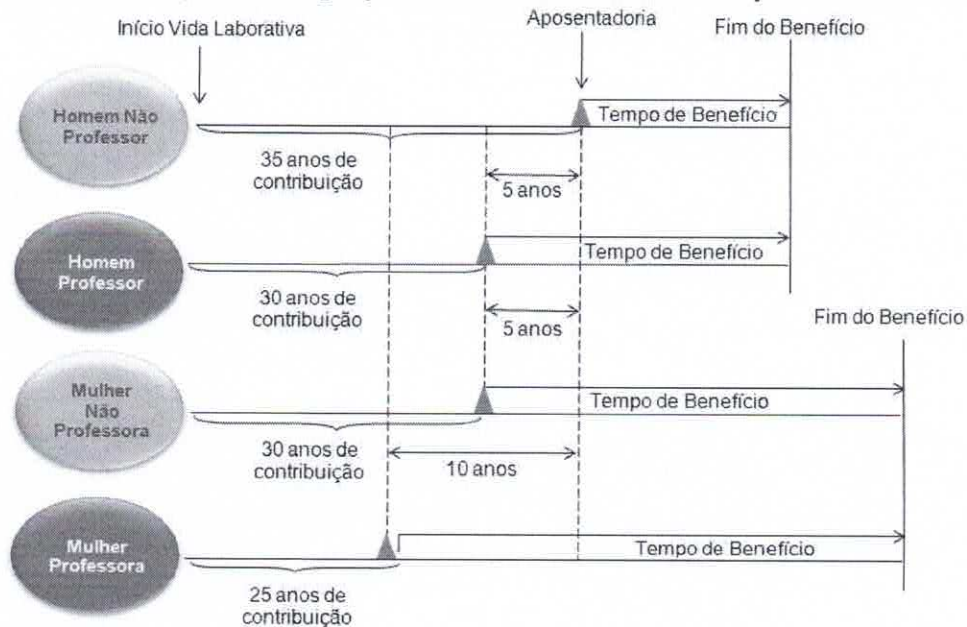 Início Vida Laborativa
Aposentadoria
Fim do Benefício
Homem Não
Professor
Tempo de Benefício
35 anos de
contribuição
5 anos
Homem
Professor
Tempo de Benefício
30 anos de
contribuição
5 anos
Fim do Benefício
Mulher
Não
Professora
Tempo de Benefício
30 anos de
contribuição
10 anos
Mulher
Professora
Tempo de Benefício
25 anos de
contribuição